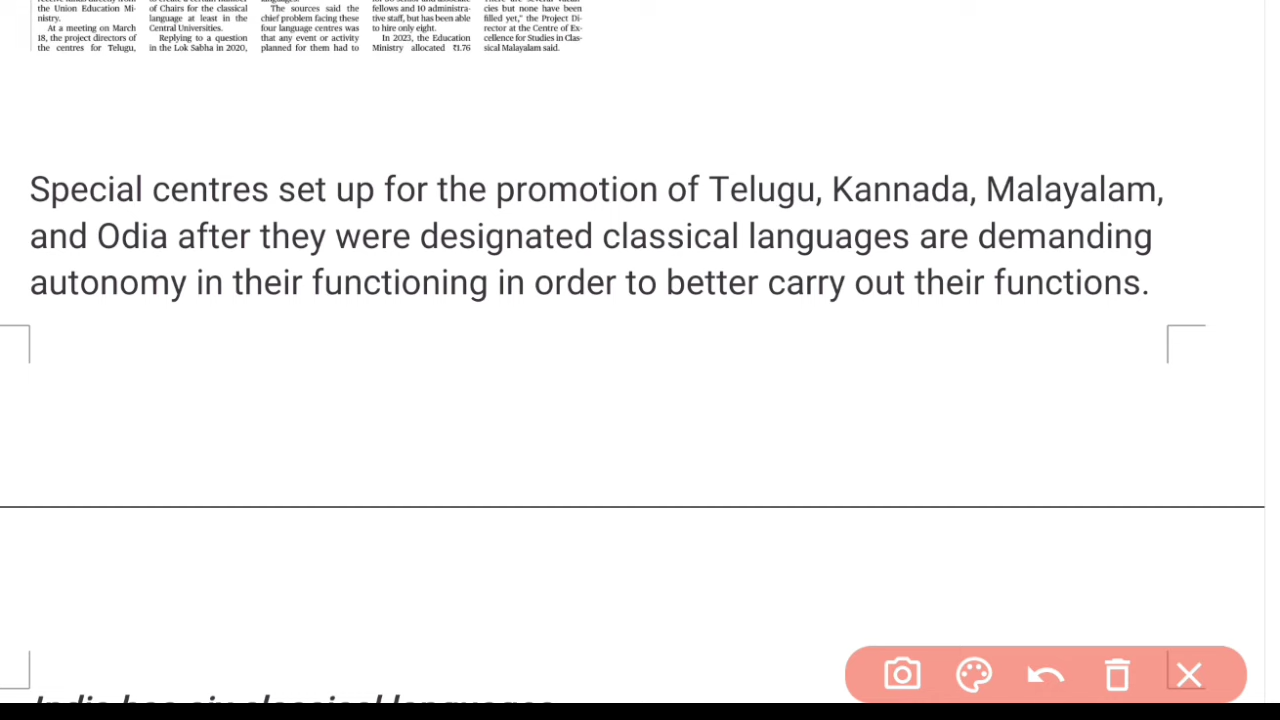 the Union Education Mi-
nistry.
At a meeting on March
18, the project directors of
the centres for Telugu,
of Chairs for the classical
language at least in the
Central Universities.
Replying to a question
in the Lok Sabha in 2020,
The sources said the
chief problem facing these
four language centres was
that any event or activity
planned for them had to
fellows and 10 administra-
tive staff, but has been able
to hire only eight.
In 2023, the Education
Ministry allocated ₹1.76
cies but none have been
filled yet," the Project Di-
rector at the Centre of Ex-
cellence for Studies in Clas-
sical Malayalam said.
Special centres set up for the promotion of Telugu, Kannada, Malayalam,
and Odia after they were designated classical languages are demanding
autonomy in their functioning in order to better carry out their functions.
India has six classical languages